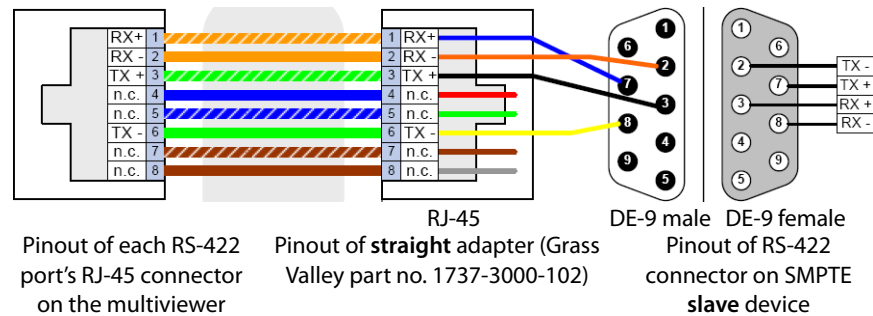 RX+ 1
RX - 2
TX + 3
n.c. 4
n.c. 5
TX - 6
n.c. 7
n.c. 8
1 RX+
2 RX -
3 TX +
4 n.c.
5 n.c.
6 TX -
7 n.c.
8 n.c.
1
6
2
7
3
8
4
9
5
1
6
2
7
3
8
4
9
5
TX -
TX +
RX +
RX -
RJ-45
DE-9 male
DE-9 female
Pinout of each RS-422
port's RJ-45 connector
on the multiviewer
Pinout of straight adapter (Grass
Valley part no. 1737-3000-102)
Pinout of RS-422
connector on SMPTE
slave device